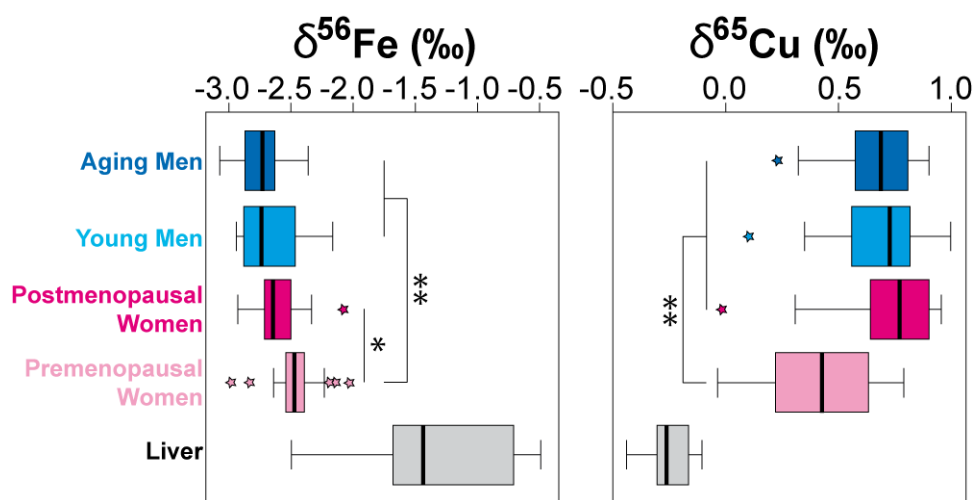 δ⁵⁶Fe (‰) δ⁶⁵Cu (‰)
-3.0 -2.5 -2.0 -1.5 -1.0 -0.5 -0.5 0.0 0.5 1.0
Aging Men
Young Men
Postmenopausal
Women
Premenopausal
Women
Liver
**
*
**